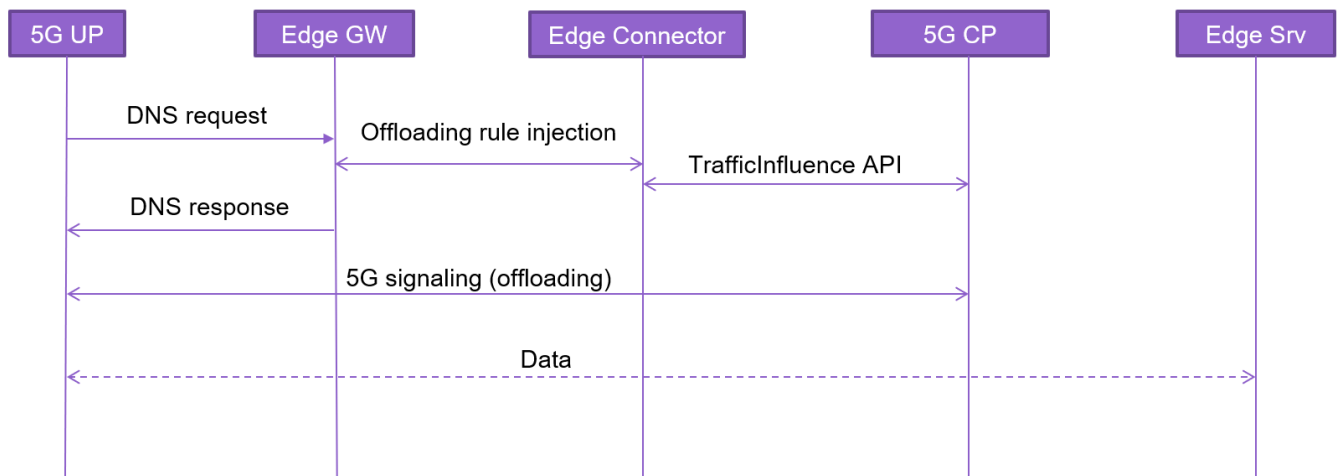 5G UP
Edge GW
Edge Connector
5G CP
Edge Srv
DNS request
Offloading rule injection
TrafficInfluence API
DNS response
5G signaling (offloading)
Data